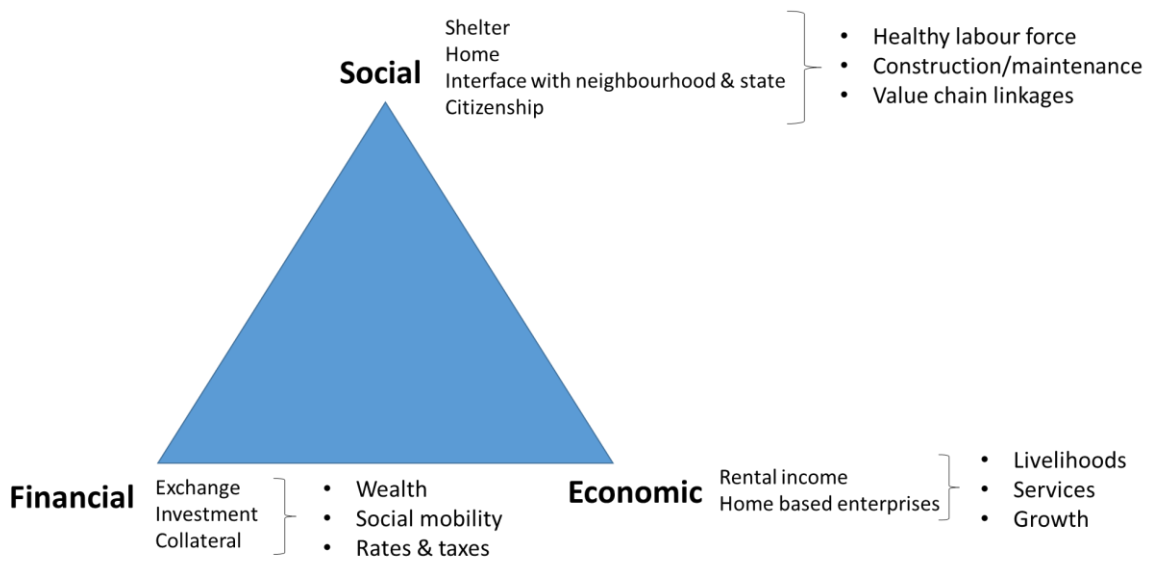 Social
Shelter
Home
Interface with neighbourhood & state
Citizenship
• Healthy labour force
• Construction/maintenance
• Value chain linkages
Financial
Exchange
Investment
Collateral
• Wealth
• Social mobility
• Rates & taxes
Economic
Rental income
Home based enterprises
• Livelihoods
• Services
• Growth